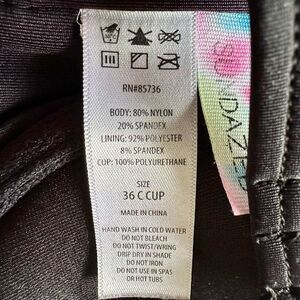 RN#85736
BODY: 80% NYLON
20% SPANDEX
LINING: 92% POLYESTER
8% SPANDEX
CUP: 100% POLYURETHANE
SIZE
36 C CUP
MADE IN CHINA
HAND WASH IN COLD WATER
DO NOT BLEACH
DO NOT TWIST/WRING
DRIP DRY IN SHADE
DO NOT IRON
DO NOT USE IN SPAS
OR HOT TUBS